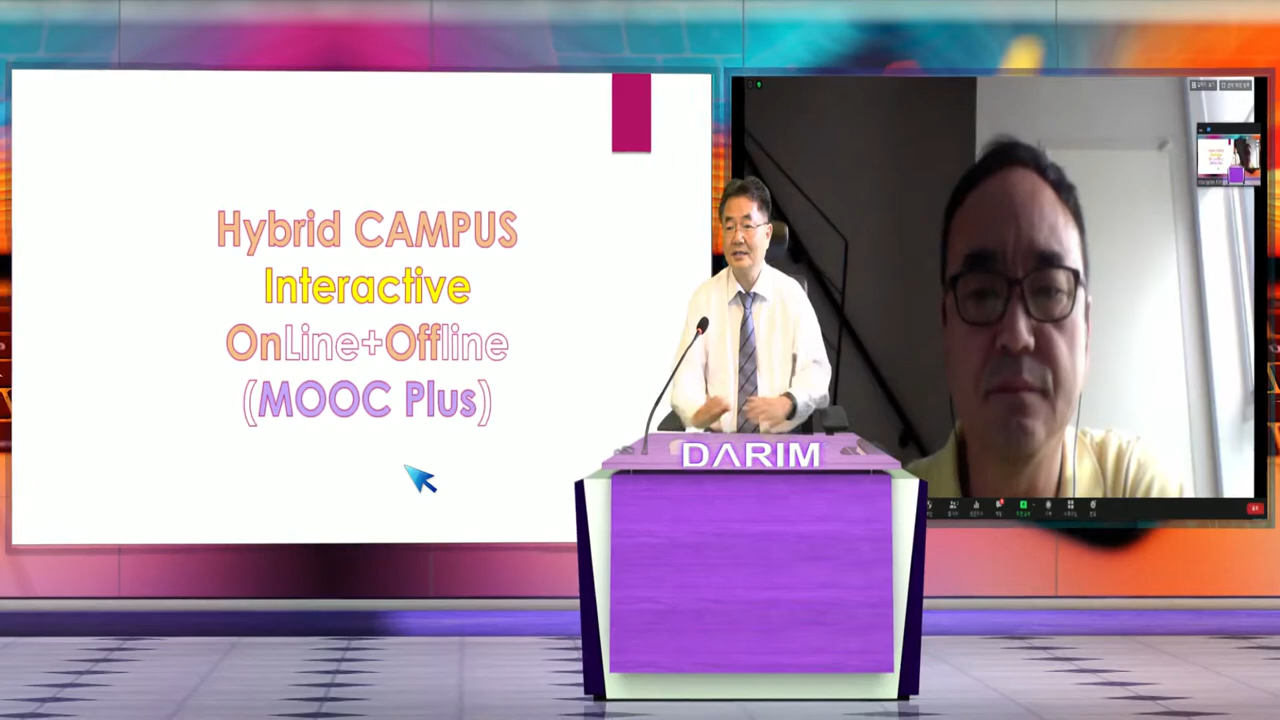 Hybrid CAMPUS
Interactive
OnLine+Offline
(MOOC Plus)
DARIM